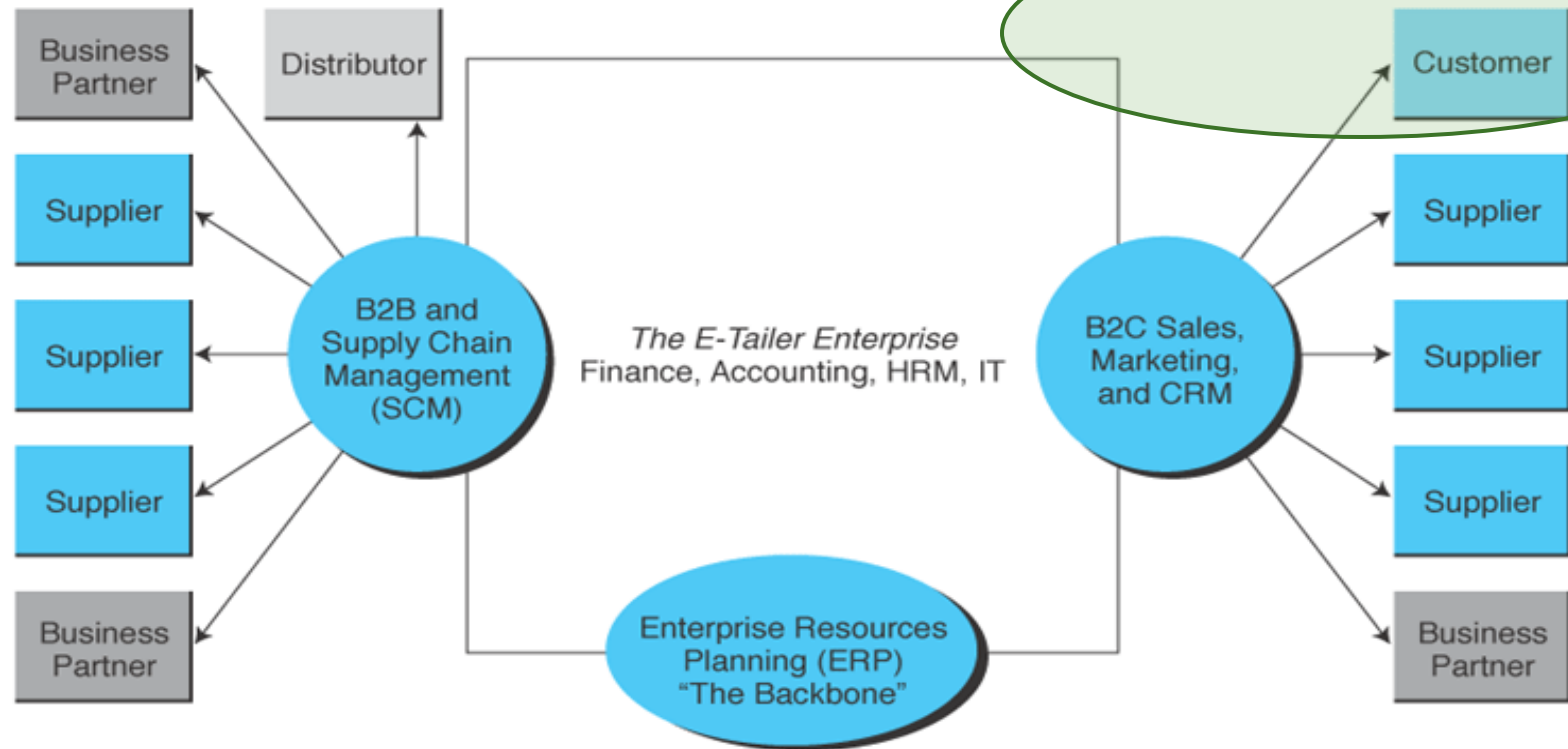 Business
Partner
Distributor
Customer
Supplier
Supplier
B2B and
Supply Chain
Management
(SCM)
The E-Tailer Enterprise
Finance, Accounting, HRM, IT
B2C Sales,
Marketing,
and CRM
Supplier
Supplier
Supplier
Supplier
Business
Partner
Enterprise Resources
Planning (ERP)
“The Backbone”
Business
Partner